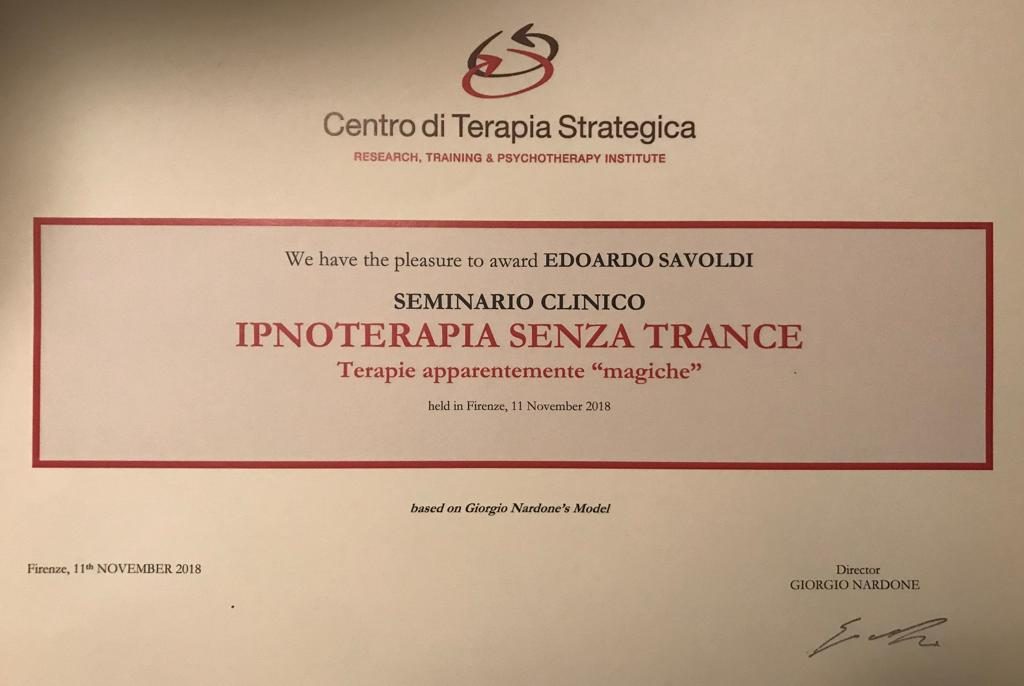 Centro di Terapia Strategica
RESEARCH, TRAINING & PSYCHOTHERAPY INSTITUTE
We have the pleasure to award EDOARDO SAVOLDI
SEMINARIO CLINICO
IPNOTERAPIA SENZA TRANCE
Terapie apparentemente “magiche”
held in Firenze, 11 November 2018
based on Giorgio Nardone's Model
Firenze, 11th NOVEMBER 2018
Director
GIORGIO NARDONE